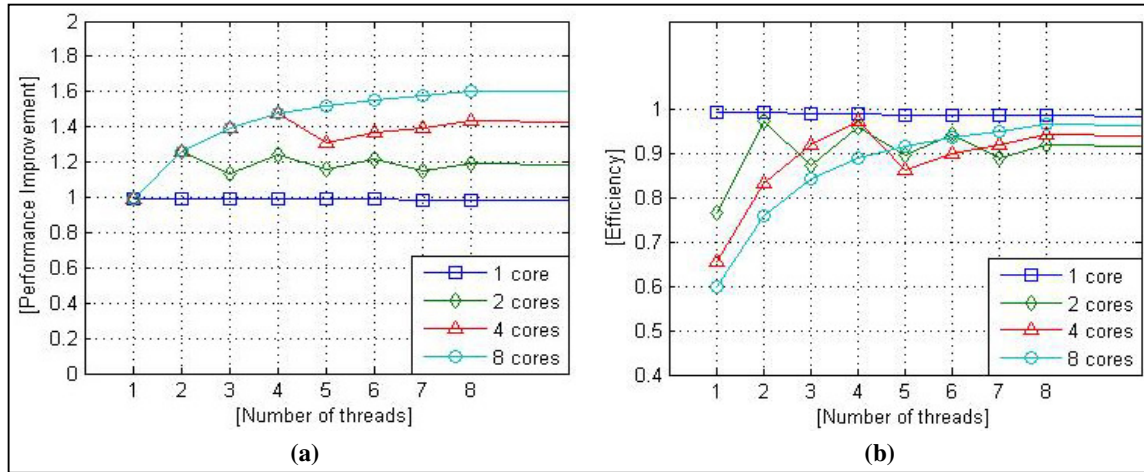 [Performance Improvement]
2
1.8
1.6
1.4
1.2
1
0.8
0.6
0.4
0.2
0
1 2 3 4 5 6 7 8
[Number of threads]
1 core
2 cores
4 cores
8 cores
(a)
[Efficiency]
1
0.9
0.8
0.7
0.6
0.5
0.4
1 2 3 4 5 6 7 8
[Number of threads]
1 core
2 cores
4 cores
8 cores
(b)